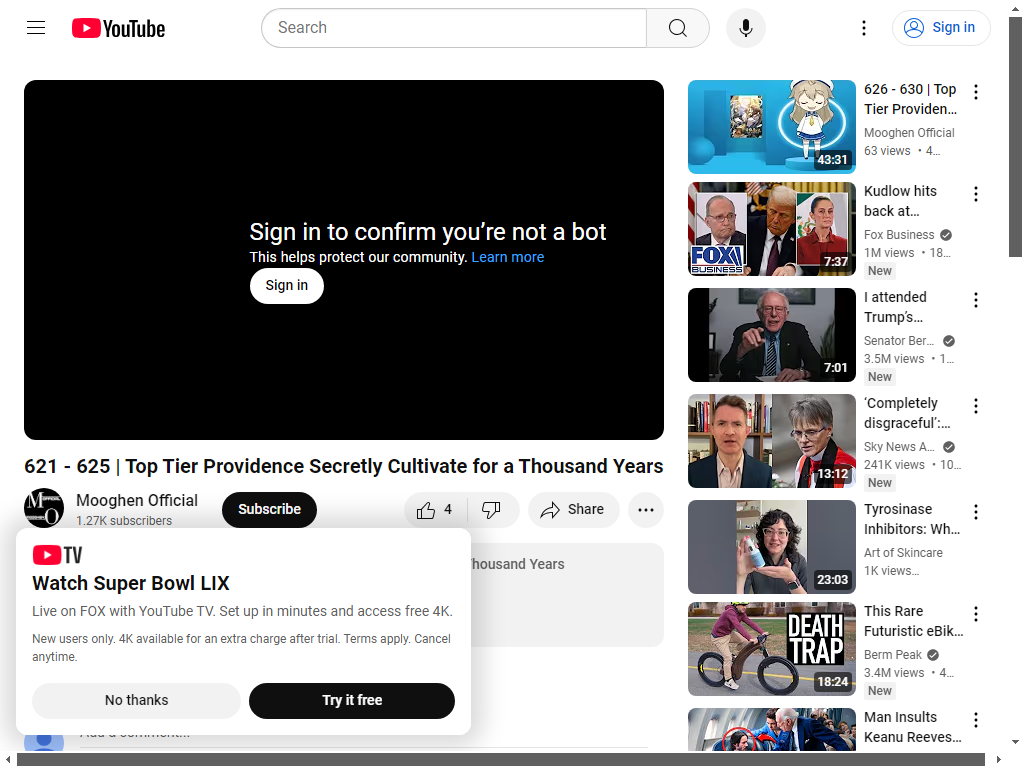 YouTube
Search
Sign in
Sign in to confirm you’re not a bot
This helps protect our community. Learn more
Sign in
621 - 625 | Top Tier Providence Secretly Cultivate for a Thousand Years
Mooghen Official
1.27K subscribers
Subscribe
4
Share
Thousand Years
TV
Watch Super Bowl LIX
Live on FOX with YouTube TV. Set up in minutes and access free 4K.
New users only. 4K available for an extra charge after trial. Terms apply. Cancel
anytime.
No thanks
Try it free
Add a comment...
43:31
626 - 630 | Top
Tier Providen...
Mooghen Official
63 views • 4...
FOX
BUSINESS
7:37
Kudlow hits
back at...
Fox Business
1M views • 18...
New
7:01
I attended
Trump’s...
Senator Ber...
3.5M views • 1...
New
13:12
‘Completely
disgraceful’:...
Sky News A...
241K views • 10...
New
23:03
Tyrosinase
Inhibitors: Wh...
Art of Skincare
1K views...
DEATH
TRAP
18:24
This Rare
Futuristic eBik...
Berm Peak
3.4M views • 4...
New
Man Insults
Keanu Reeves...